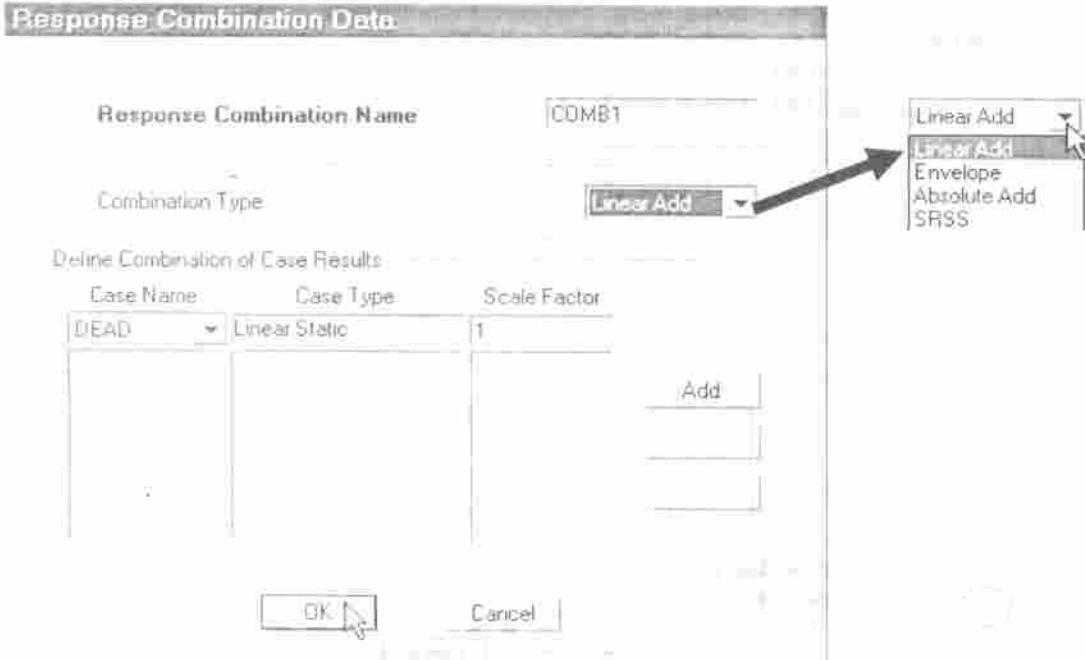 Response Combination Data
Response Combination Name
COMB1
Combination Type
Linear Add
Define Combination of Case Results
Case Name
Case Type
Scale Factor
DEAD
Linear Static
1
Add
OK
Cancel
Linear Add
Linear Add
Envelope
Absolute Add
SRSS